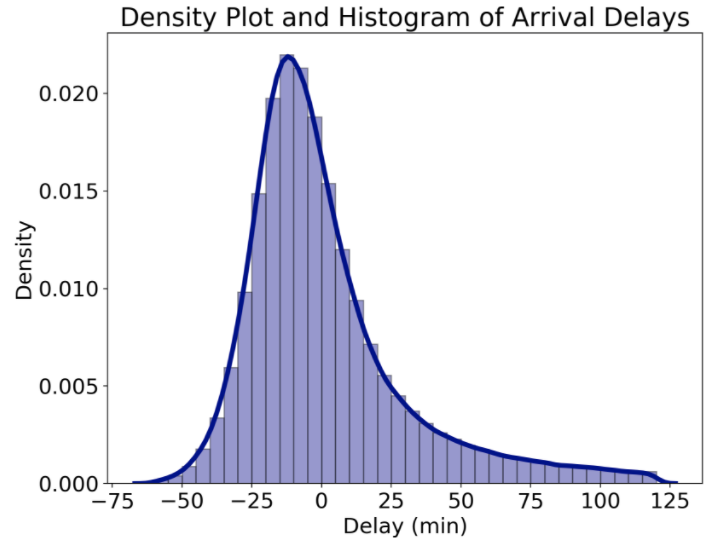 Density Plot and Histogram of Arrival Delays
0.020
0.015
0.010
0.005
0.000
Density
−75 −50 −25 0 25 50 75 100 125
Delay (min)